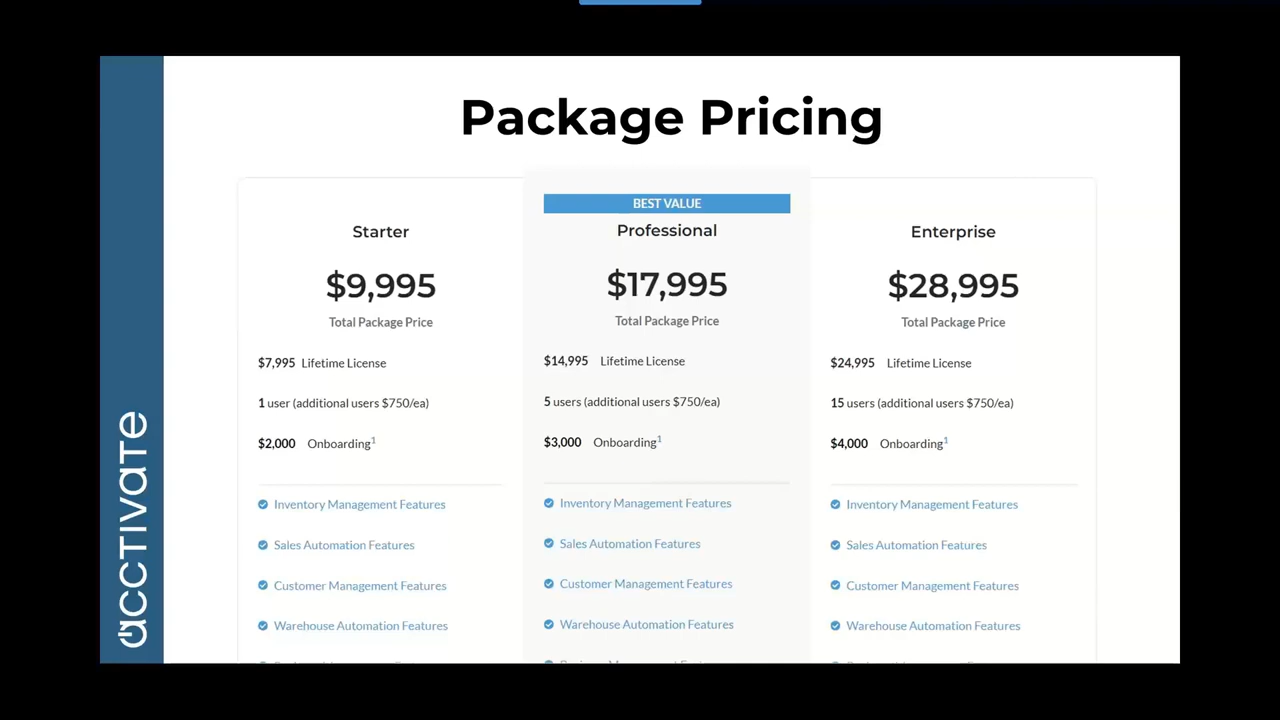 Package Pricing
Starter
$9,995
Total Package Price
$7,995 Lifetime License
1 user (additional users $750/ea)
$2,000 Onboarding1
Inventory Management Features
Sales Automation Features
Customer Management Features
Warehouse Automation Features
BEST VALUE
Professional
$17,995
Total Package Price
$14,995 Lifetime License
5 users (additional users $750/ea)
$3,000 Onboarding1
Inventory Management Features
Sales Automation Features
Customer Management Features
Warehouse Automation Features
Enterprise
$28,995
Total Package Price
$24,995 Lifetime License
15 users (additional users $750/ea)
$4,000 Onboarding1
Inventory Management Features
Sales Automation Features
Customer Management Features
Warehouse Automation Features
acctivate